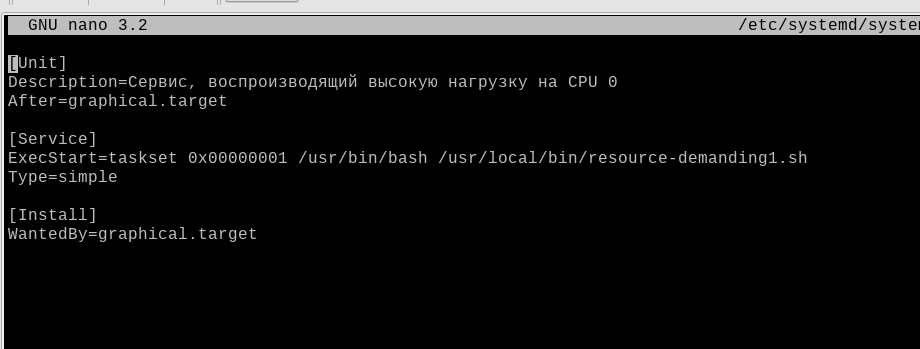 GNU nano 3.2 /etc/systemd/system
[Unit]
Description=Сервис, воспроизводящий высокую нагрузку на CPU 0
After=graphical.target
[Service]
ExecStart=taskset 0x00000001 /usr/bin/bash /usr/local/bin/resource-demanding1.sh
Type=simple
[Install]
WantedBy=graphical.target